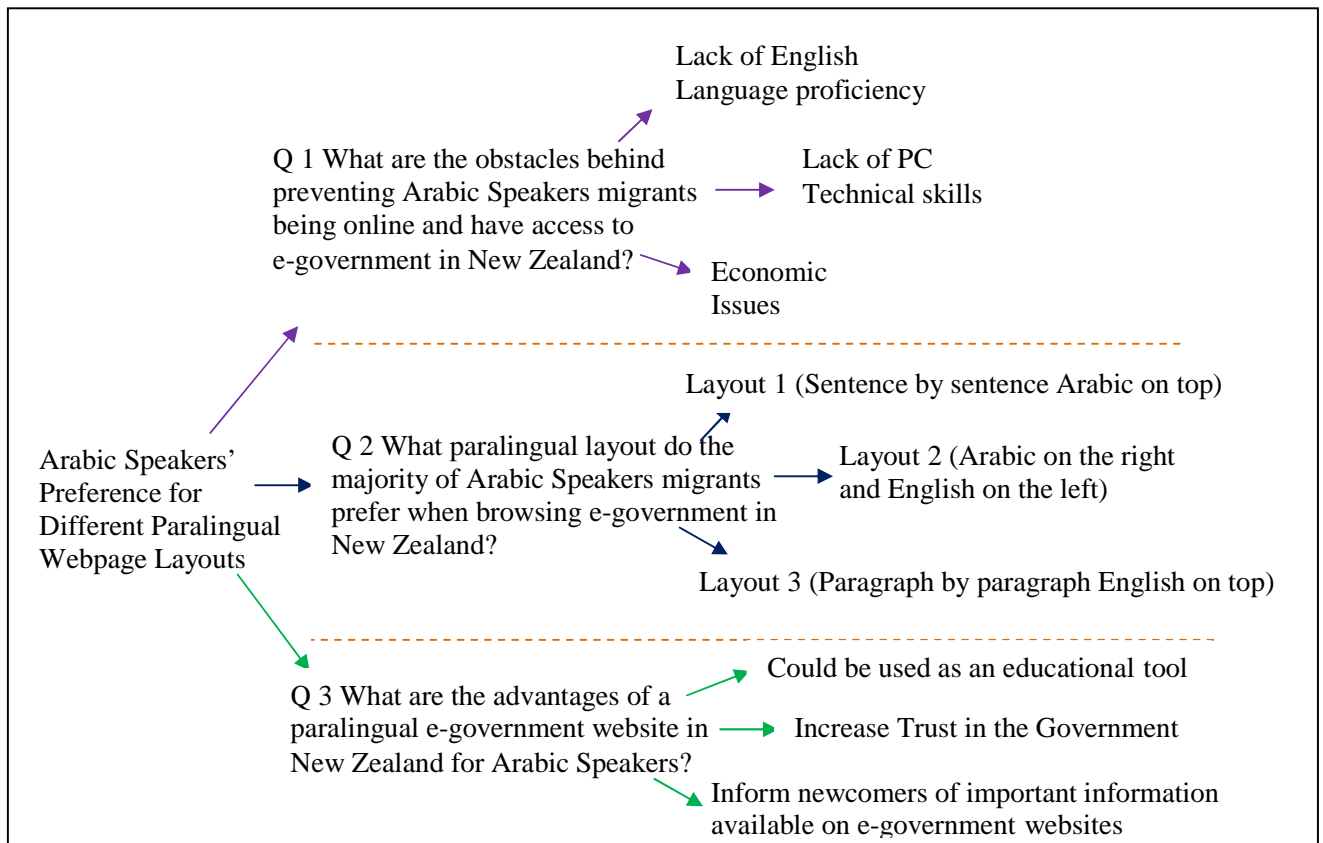 Lack of English
Language proficiency
Q 1 What are the obstacles behind
preventing Arabic Speakers migrants
being online and have access to
e-government in New Zealand?
Lack of PC
Technical skills
Economic
Issues
Arabic Speakers’
Preference for
Different Paralingual
Webpage Layouts
Layout 1 (Sentence by sentence Arabic on top)
Q 2 What paralingual layout do the
majority of Arabic Speakers migrants
prefer when browsing e-government in
New Zealand?
Layout 2 (Arabic on the right
and English on the left)
Layout 3 (Paragraph by paragraph English on top)
Q 3 What are the advantages of a
paralingual e-government website in
New Zealand for Arabic Speakers?
Could be used as an educational tool
Increase Trust in the Government
Inform newcomers of important information
available on e-government websites